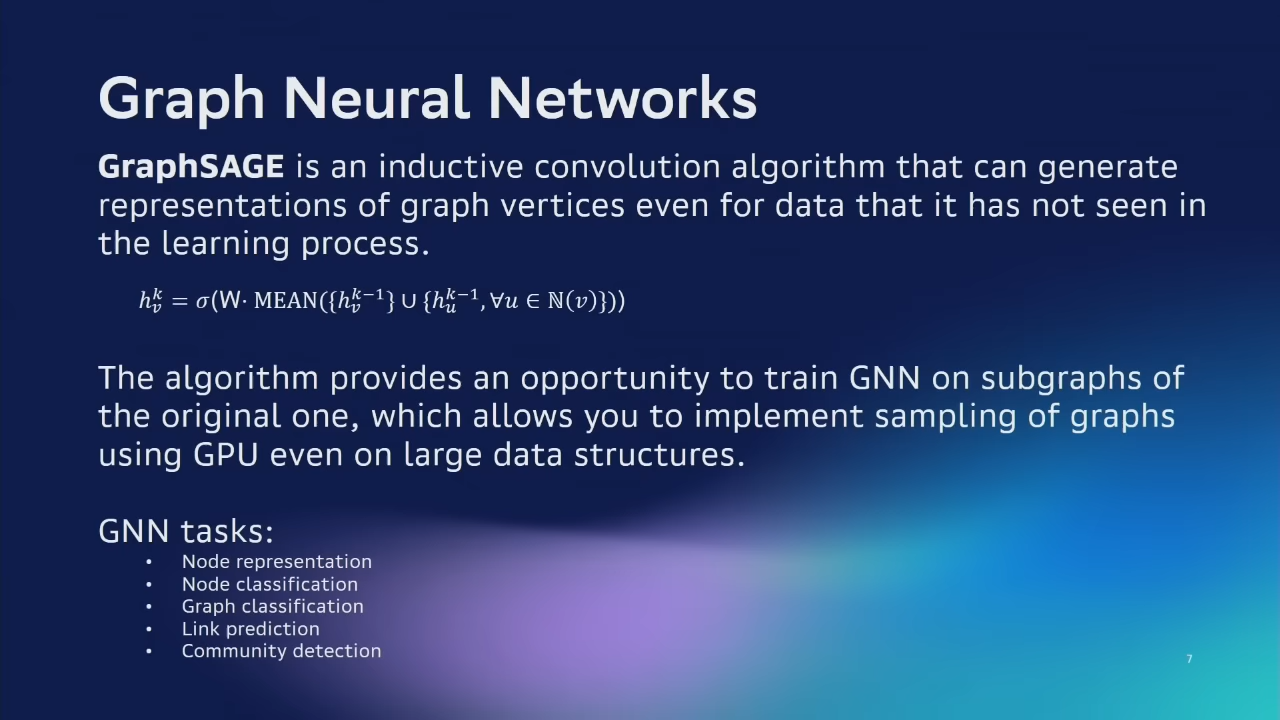 Graph Neural Networks
GraphSAGE is an inductive convolution algorithm that can generate
representations of graph vertices even for data that it has not seen in
the learning process.
h_v^k = σ(W· MEAN({h_v^{k−1}} ∪ {h_u^{k−1}, ∀u ∈ ℕ(v)}))
The algorithm provides an opportunity to train GNN on subgraphs of
the original one, which allows you to implement sampling of graphs
using GPU even on large data structures.
GNN tasks:
• Node representation
• Node classification
• Graph classification
• Link prediction
• Community detection
7